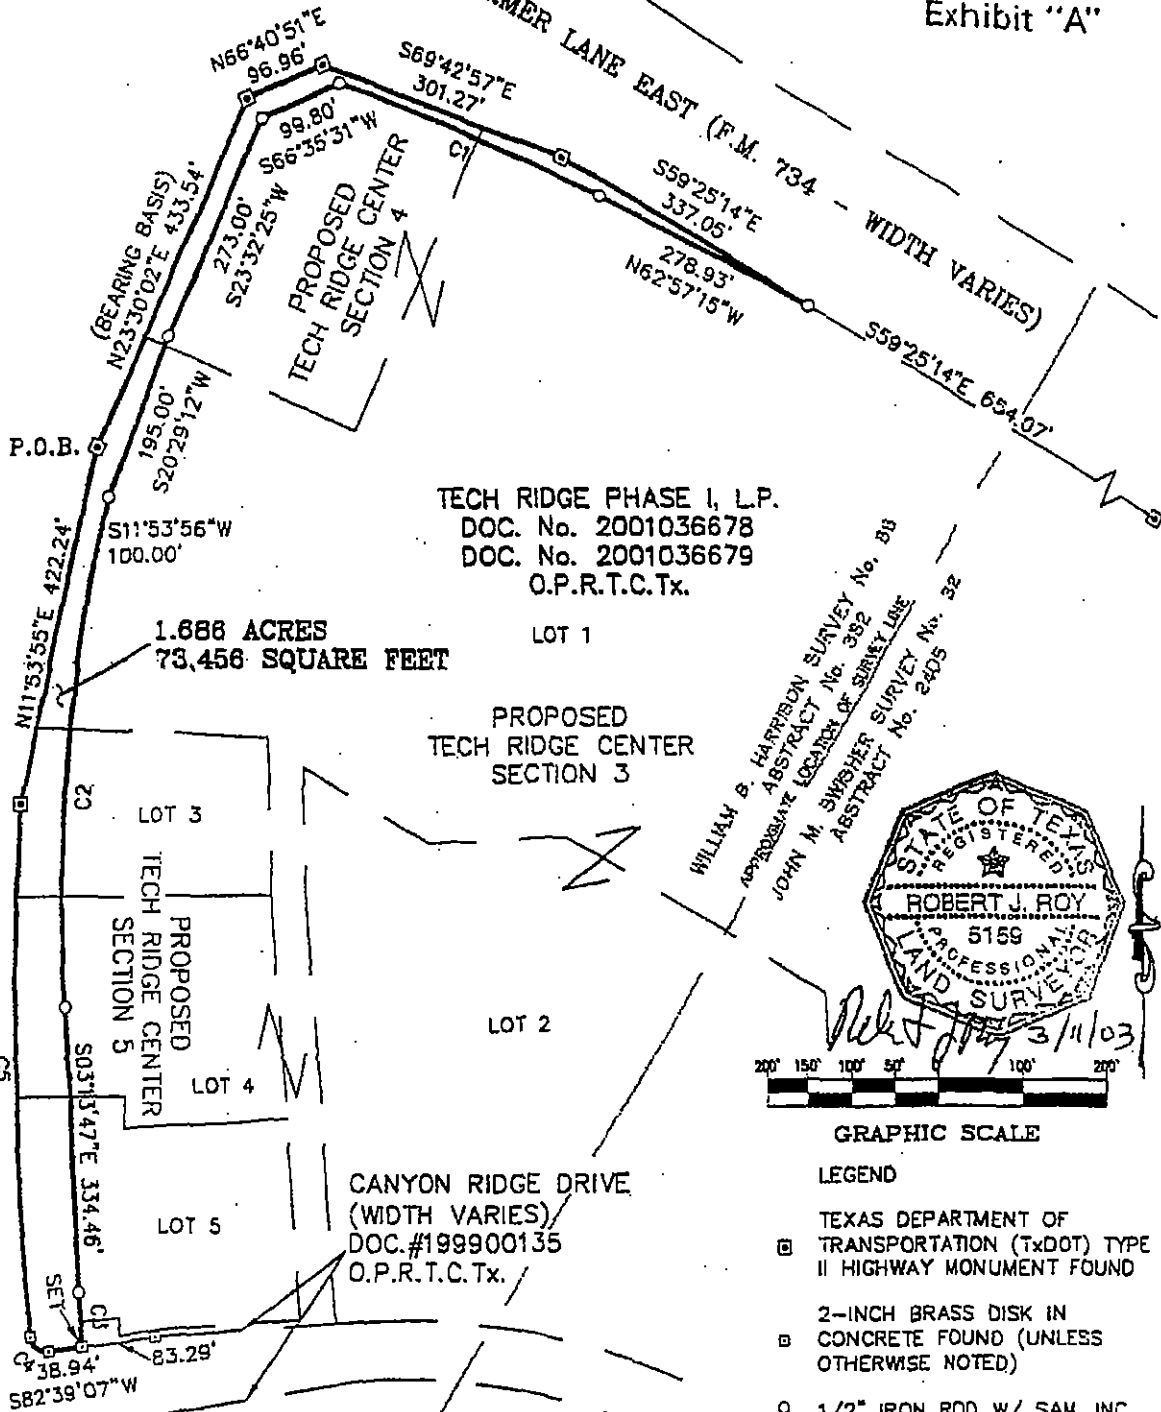 Exhibit "A"
MER LANE EAST (F.M. 734 - WIDTH VARIES)
N66°40'51"E
96.96'
S69°42'57"E
301.27'
99.80'
S66°35'31"W
C1
S59°25'14"E
337.05'
278.93'
N62°57'15"W
S59°25'14"E 654.07'
(BEARING BASIS)
N23°30'02"E 433.54'
273.00'
S23°32'25"W
PROPOSED
TECH RIDGE CENTER
SECTION 4
195.00'
S20°29'12"W
P.O.B.
S11°53'56"W
100.00'
N11°53'55"E 422.24'
TECH RIDGE PHASE I, L.P.
DOC. No. 2001036678
DOC. No. 2001036679
O.P.R.T.C.Tx.
LOT 1
1.686 ACRES
73,456 SQUARE FEET
PROPOSED
TECH RIDGE CENTER
SECTION 3
WILLIAM B. HARRISON SURVEY No.
ABSTRACT No. 382
APPROXIMATE LOCATION OF SURVEY LINE
JOHN M. SWISHER SURVEY No. 32
ABSTRACT No. 2405
C2
LOT 3
PROPOSED
TECH RIDGE CENTER
SECTION 5
LOT 4
LOT 2
C5
S03°13'47"E 334.46'
LOT 5
STATE OF TEXAS
REGISTERED
ROBERT J. ROY
5159
PROFESSIONAL
LAND SURVEYOR
3/11/03
CANYON RIDGE DRIVE
(WIDTH VARIES)
DOC.#199900135
O.P.R.T.C.Tx.
SET
C3
C4
38.94'
S82°39'07"W
83.29'
200' 150' 100' 50' 0 100' 200'
GRAPHIC SCALE
LEGEND
TEXAS DEPARTMENT OF
TRANSPORTATION (TxDOT) TYPE
II HIGHWAY MONUMENT FOUND
2-INCH BRASS DISK IN
CONCRETE FOUND (UNLESS
OTHERWISE NOTED)
1/2" IRON ROD W/ SAM, INC.